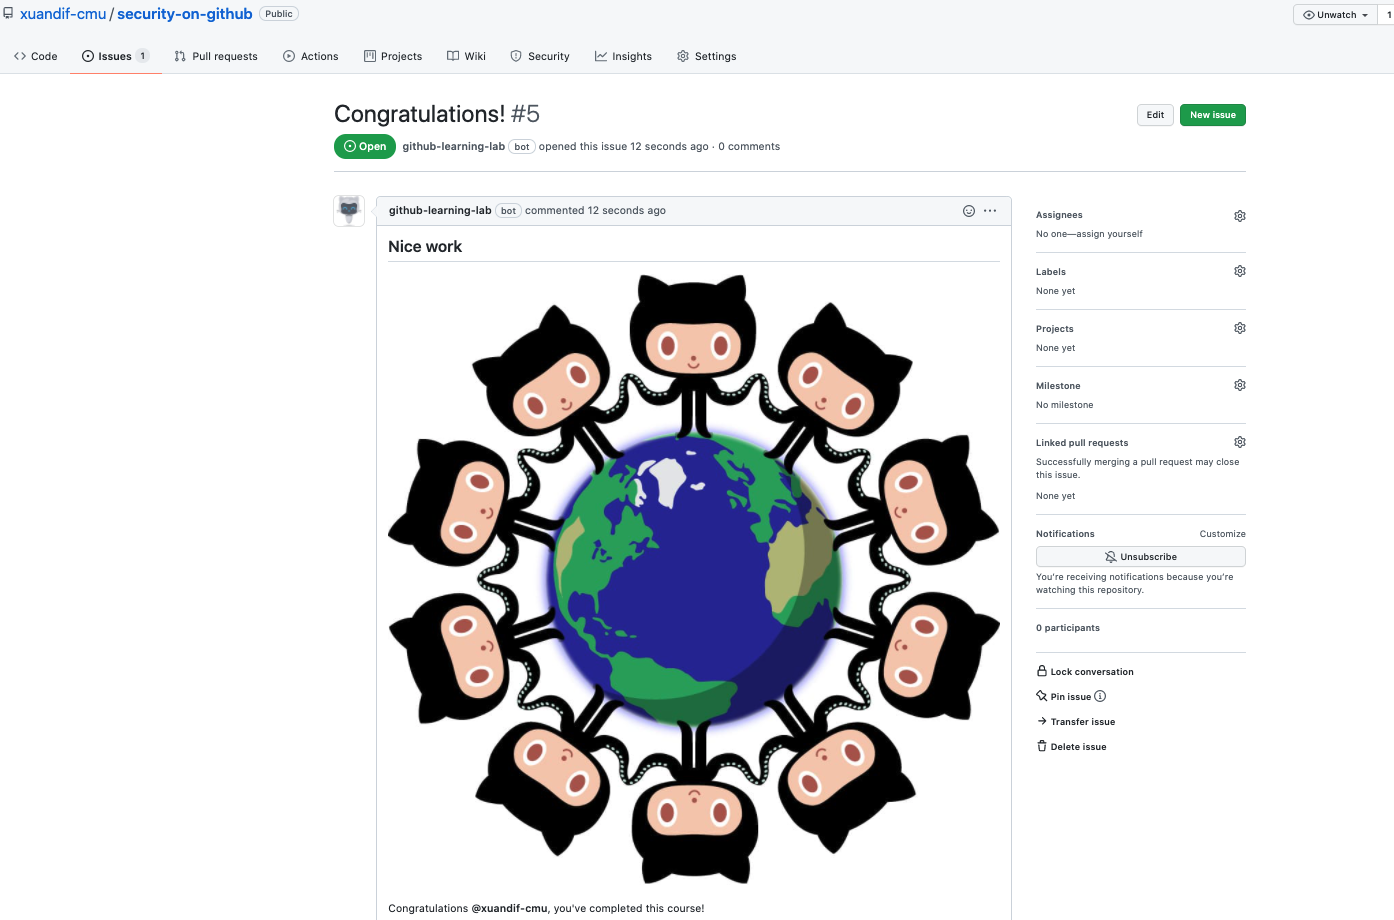 xuandif-cmu / security-on-github Public
Unwatch 1
Code Issues 1 Pull requests Actions Projects Wiki Security Insights Settings
Congratulations! #5
Edit New issue
Open github-learning-lab bot opened this issue 12 seconds ago · 0 comments
github-learning-lab bot commented 12 seconds ago
Nice work
Congratulations @xuandif-cmu, you've completed this course!
Assignees
No one—assign yourself
Labels
None yet
Projects
None yet
Milestone
No milestone
Linked pull requests
Successfully merging a pull request may close
this issue.
None yet
Notifications Customize
Unsubscribe
You're receiving notifications because you're
watching this repository.
0 participants
Lock conversation
Pin issue
Transfer issue
Delete issue